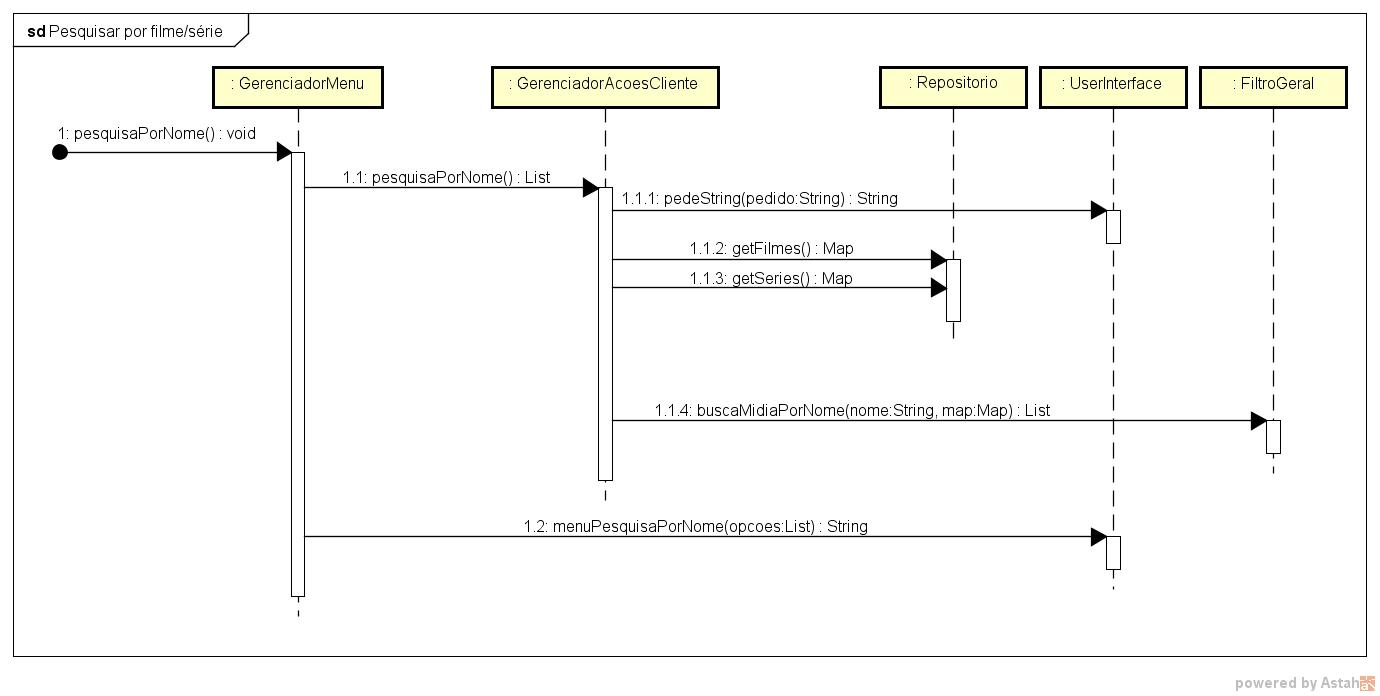 sd Pesquisar por filme/série
: GerenciadorMenu
: GerenciadorAcoesCliente
: Repositorio
: UserInterface
: FiltroGeral
1: pesquisaPorNome() : void
1.1: pesquisaPorNome() : List
1.1.1: pedeString(pedido:String) : String
1.1.2: getFilmes() : Map
1.1.3: getSeries() : Map
1.1.4: buscaMidiaPorNome(nome:String, map:Map) : List
1.2: menuPesquisaPorNome(opcoes:List) : String
powered by Astah